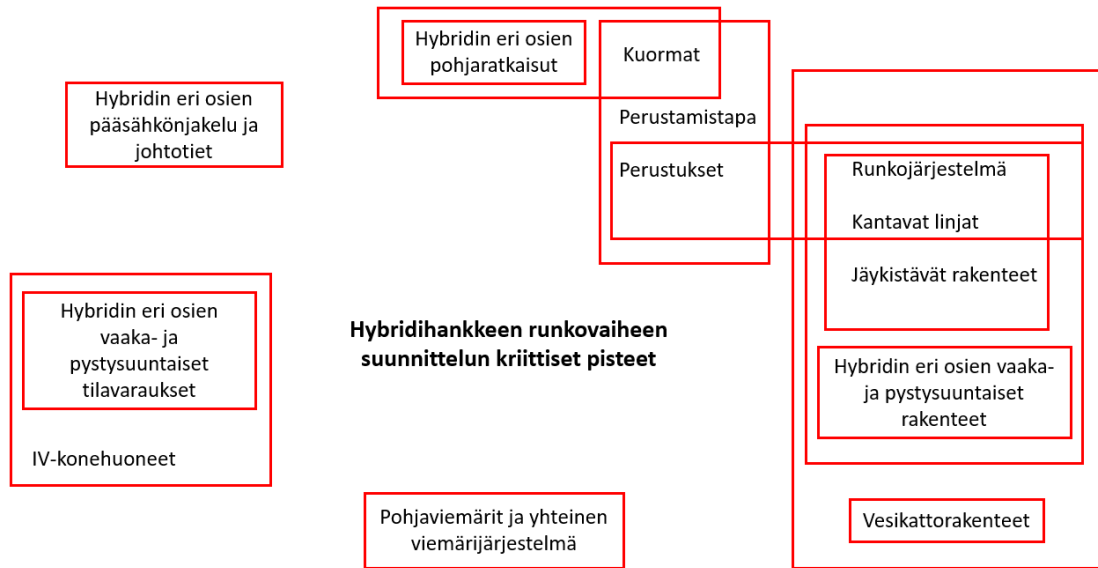 Hybridin eri osien
pohjaratkaisut
Kuormat
Hybridin eri osien
pääsähkönjakelu ja
johtotiet
Perustamistapa
Perustukset
Runkojärjestelmä
Kantavat linjat
Jäykistävät rakenteet
Hybridin eri osien
vaaka- ja
pystysuuntaiset
tilavaraukset
IV-konehuoneet
Hybridihankkeen runkovaiheen
suunnittelun kriittiset pisteet
Hybridin eri osien vaaka-
ja pystysuuntaiset
rakenteet
Pohjaviemärit ja yhteinen
viemärijärjestelmä
Vesikattorakenteet